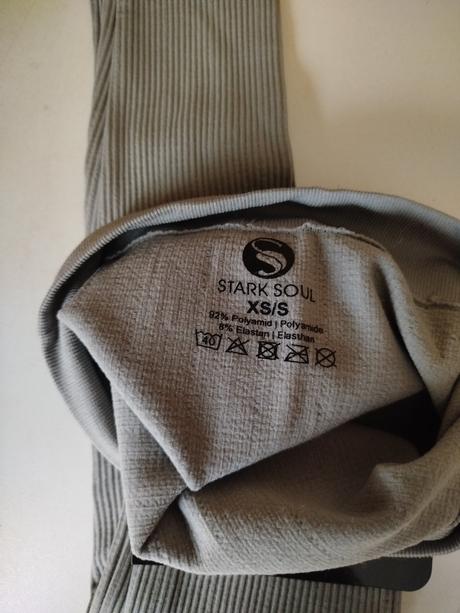 STARK SOUL
XS/S
92% Polyamid | Polyamide
8% Elastan | Elasthan
40